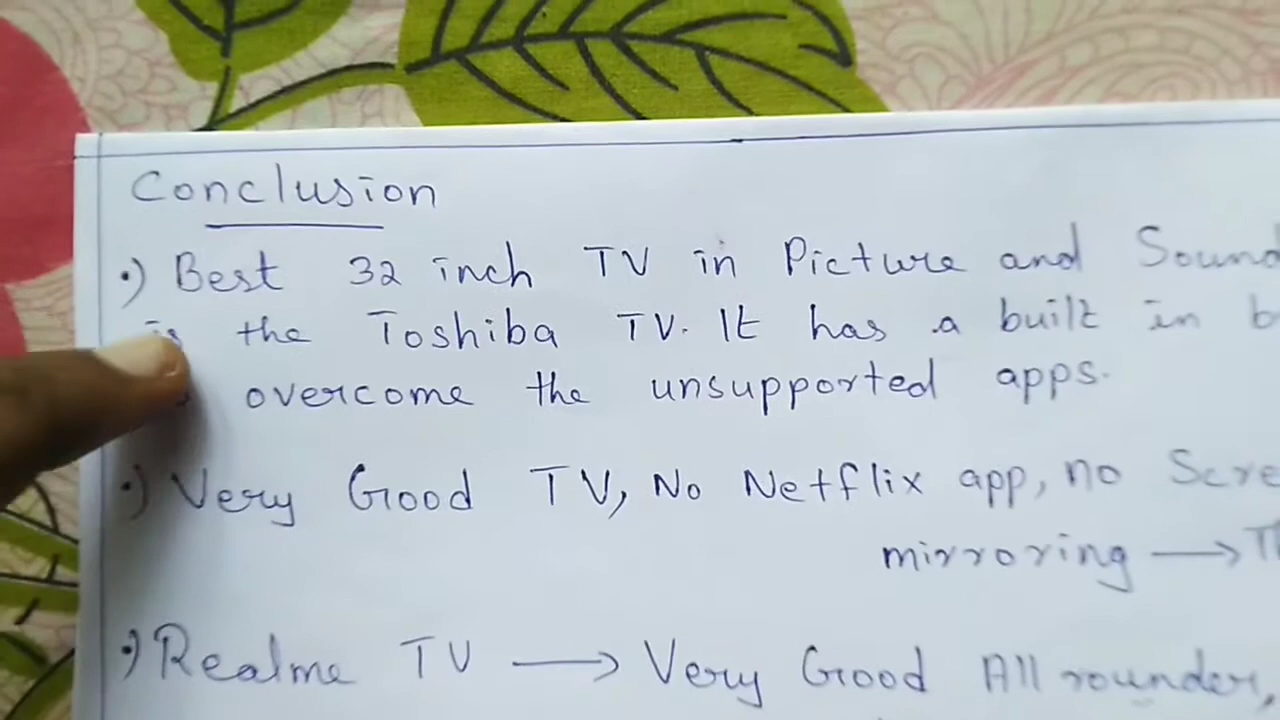 Conclusion
•) Best 32 inch TV in Picture and Sound
is the Toshiba TV. It has a built in
overcome the unsupported apps.
•) Very Good TV, No Netflix app, no
mirroring →
•) Realme TV → Very Good All rounder,